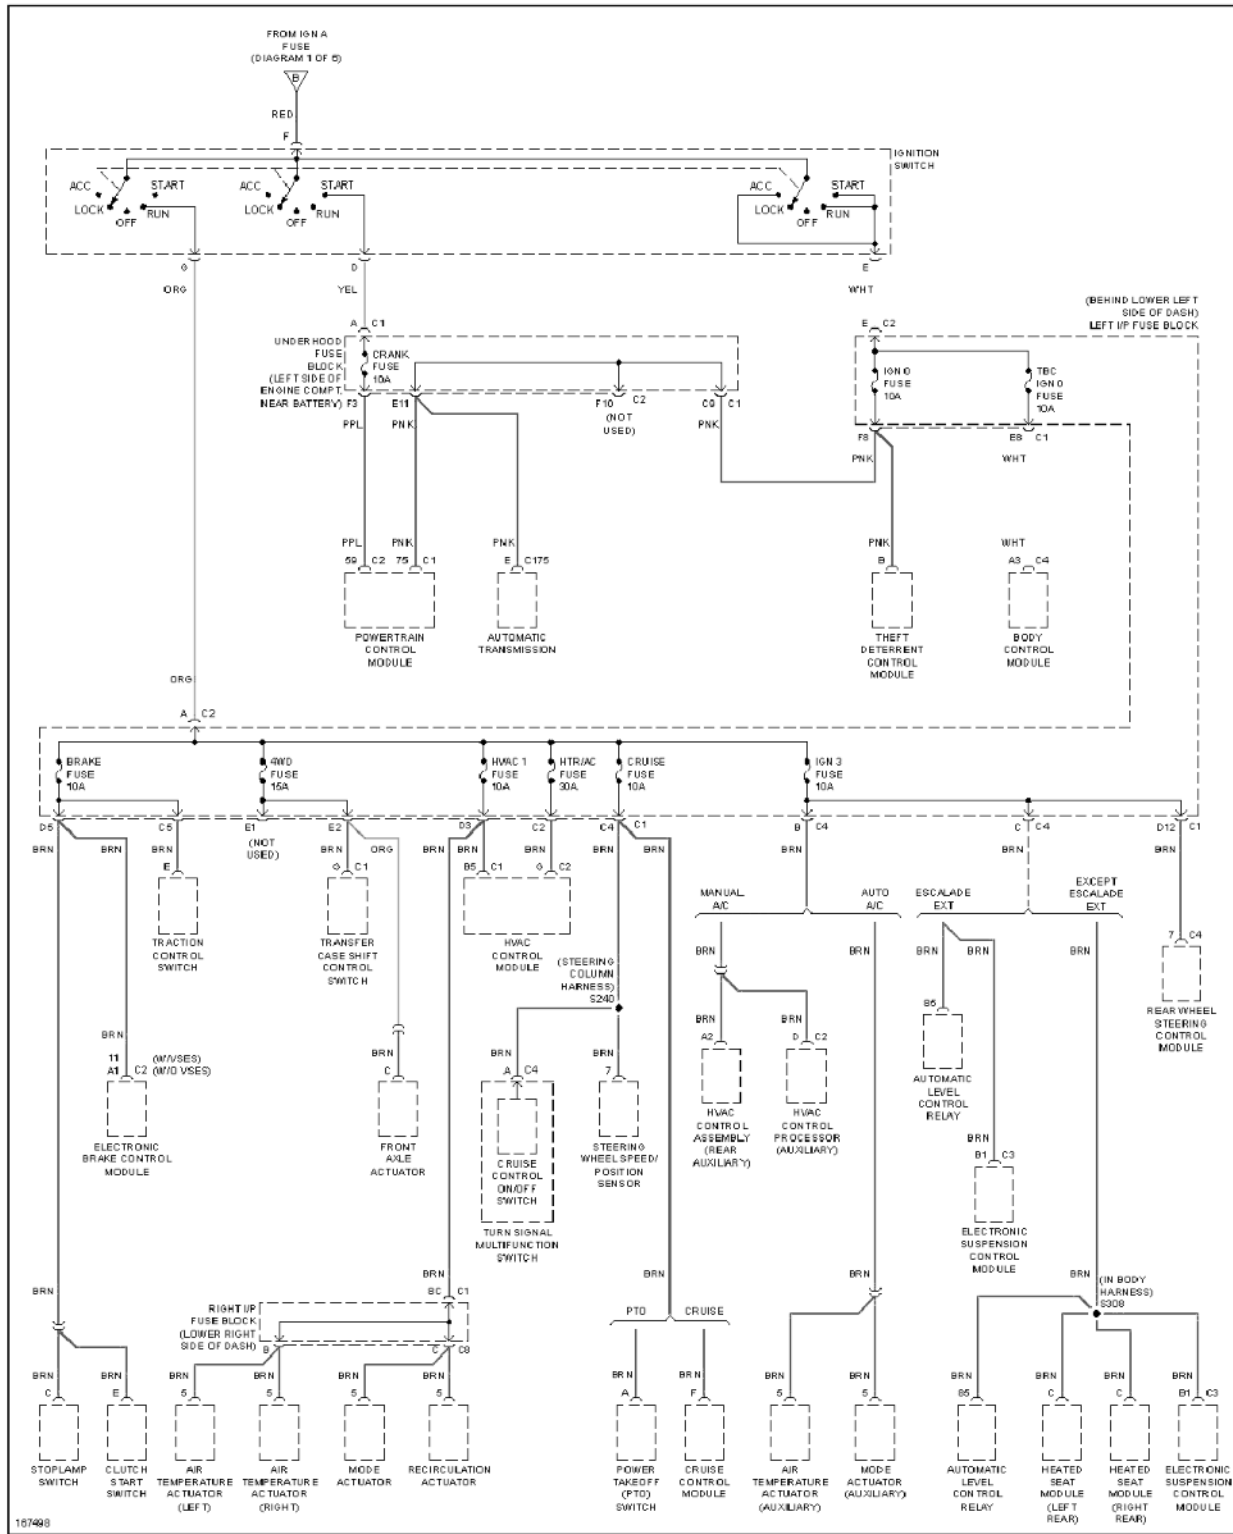 FROM IGN A
FUSE
(DIAGRAM 1 OF 6)
B
RED
F
IGNITION
SWITCH
ACC
START
LOCK
OFF
RUN
ACC
START
LOCK
OFF
RUN
ACC
START
LOCK
OFF
RUN
G
D
E
ORG
YEL
WHT
(BEHIND LOWER LEFT
SIDE OF DASH)
LEFT I/P FUSE BLOCK
A C1
E C2
UNDERHOOD
FUSE
BLOCK
(LEFT SIDE OF
ENGINE COMPT.
NEAR BATTERY)
CRANK
FUSE
10A
IGN 0
FUSE
10A
TBC
IGN 0
FUSE
10A
F3
E11
F10
C2
C9
C1
(NOT
USED)
PPL
PNK
PNK
F8
E8
C1
PNK
WHT
PPL
PNK
PNK
PNK
WHT
59
C2
75
C1
E
C175
B
A3
C4
POWERTRAIN
CONTROL
MODULE
AUTOMATIC
TRANSMISSION
THEFT
DETERRENT
CONTROL
MODULE
BODY
CONTROL
MODULE
ORG
A C2
BRAKE
FUSE
10A
4WD
FUSE
15A
HVAC 1
FUSE
10A
HTR/AC
FUSE
30A
CRUISE
FUSE
10A
IGN 3
FUSE
10A
D5
C5
E1
E2
D3
C2
C4
C1
B
C4
C
C4
D12
C1
BRN
BRN
BRN
(NOT
USED)
BRN
ORG
BRN
BRN
BRN
BRN
BRN
BRN
BRN
BRN
E
G
C1
B5
C1
G
C2
TRACTION
CONTROL
SWITCH
TRANSFER
CASE SHIFT
CONTROL
SWITCH
HVAC
CONTROL
MODULE
MANUAL
A/C
AUTO
A/C
ESCALADE
EXT
EXCEPT
ESCALADE
EXT
BRN
BRN
BRN
BRN
BRN
7
C4
REAR WHEEL
STEERING
CONTROL
MODULE
(STEERING
COLUMN
HARNESS)
S240
BRN
BRN
BRN
BRN
BRN
BRN
11
A1
C2
(W/VSES)
(W/O VSES)
C
A
C4
7
A2
D
C2
B5
ELECTRONIC
BRAKE CONTROL
MODULE
FRONT
AXLE
ACTUATOR
CRUISE
CONTROL
ON/OFF
SWITCH
TURN SIGNAL
MULTIFUNCTION
SWITCH
STEERING
WHEEL SPEED/
POSITION
SENSOR
HVAC
CONTROL
ASSEMBLY
(REAR
AUXILIARY)
HVAC
CONTROL
PROCESSOR
(AUXILIARY)
AUTOMATIC
LEVEL
CONTROL
RELAY
BRN
B1
C3
ELECTRONIC
SUSPENSION
CONTROL
MODULE
BRN
BRN
BRN
BRN
BRN
BC
C1
RIGHT I/P
FUSE BLOCK
(LOWER RIGHT
SIDE OF DASH)
B
C
C8
PTO
CRUISE
(IN BODY
HARNESS)
S308
BRN
BRN
BRN
BRN
BRN
BRN
BRN
BRN
BRN
BRN
BRN
BRN
BRN
BRN
C
E
5
5
5
5
A
F
5
5
B5
C
C
B1
C3
STOPLAMP
SWITCH
CLUTCH
START
SWITCH
AIR
TEMPERATURE
ACTUATOR
(LEFT)
AIR
TEMPERATURE
ACTUATOR
(RIGHT)
MODE
ACTUATOR
RECIRCULATION
ACTUATOR
POWER
TAKEOFF
(PTO)
SWITCH
CRUISE
CONTROL
MODULE
AIR
TEMPERATURE
ACTUATOR
(AUXILIARY)
MODE
ACTUATOR
(AUXILIARY)
AUTOMATIC
LEVEL
CONTROL
RELAY
HEATED
SEAT
MODULE
(LEFT
REAR)
HEATED
SEAT
MODULE
(RIGHT
REAR)
ELECTRONIC
SUSPENSION
CONTROL
MODULE
167498